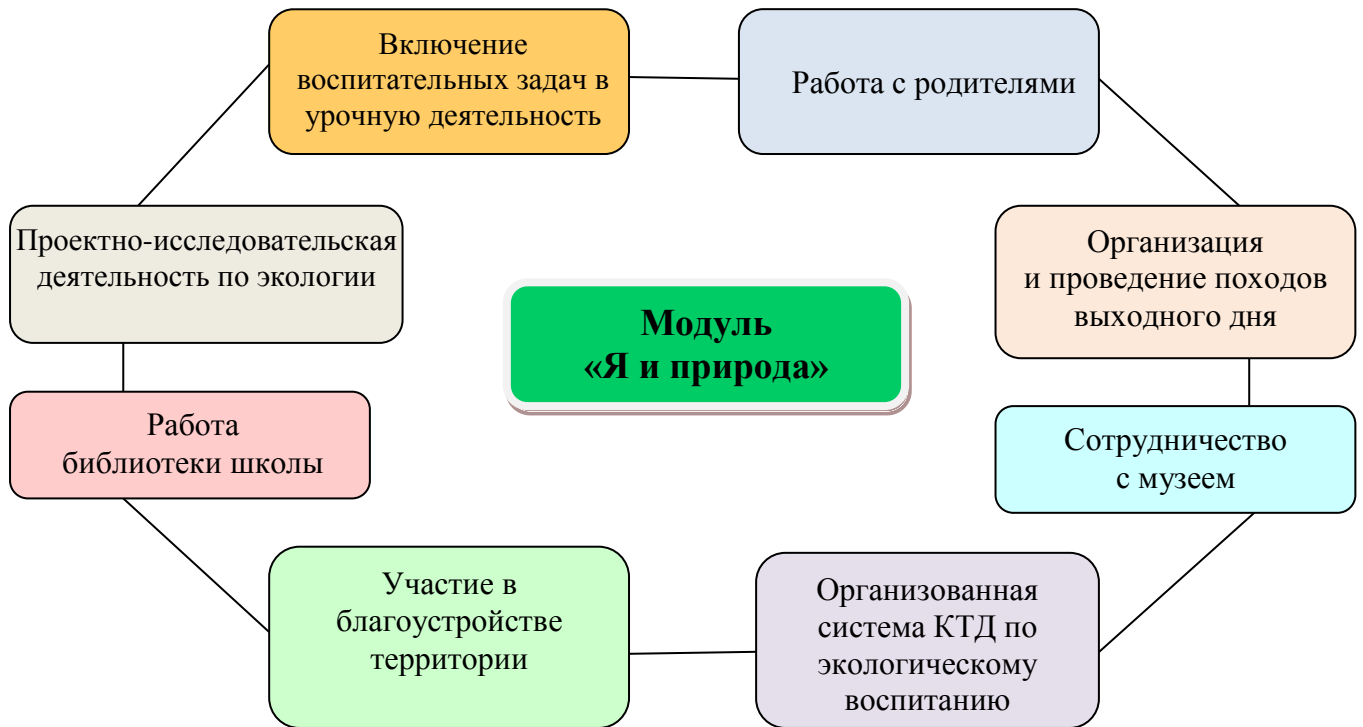 Включение
воспитательных задач в
урочную деятельность
Работа с родителями
Проектно-исследовательская
деятельность по экологии
Организация
и проведение походов
выходного дня
Модуль
«Я и природа»
Работа
библиотеки школы
Сотрудничество
с музеем
Участие в
благоустройстве
территории
Организованная
система КТД по
экологическому
воспитанию